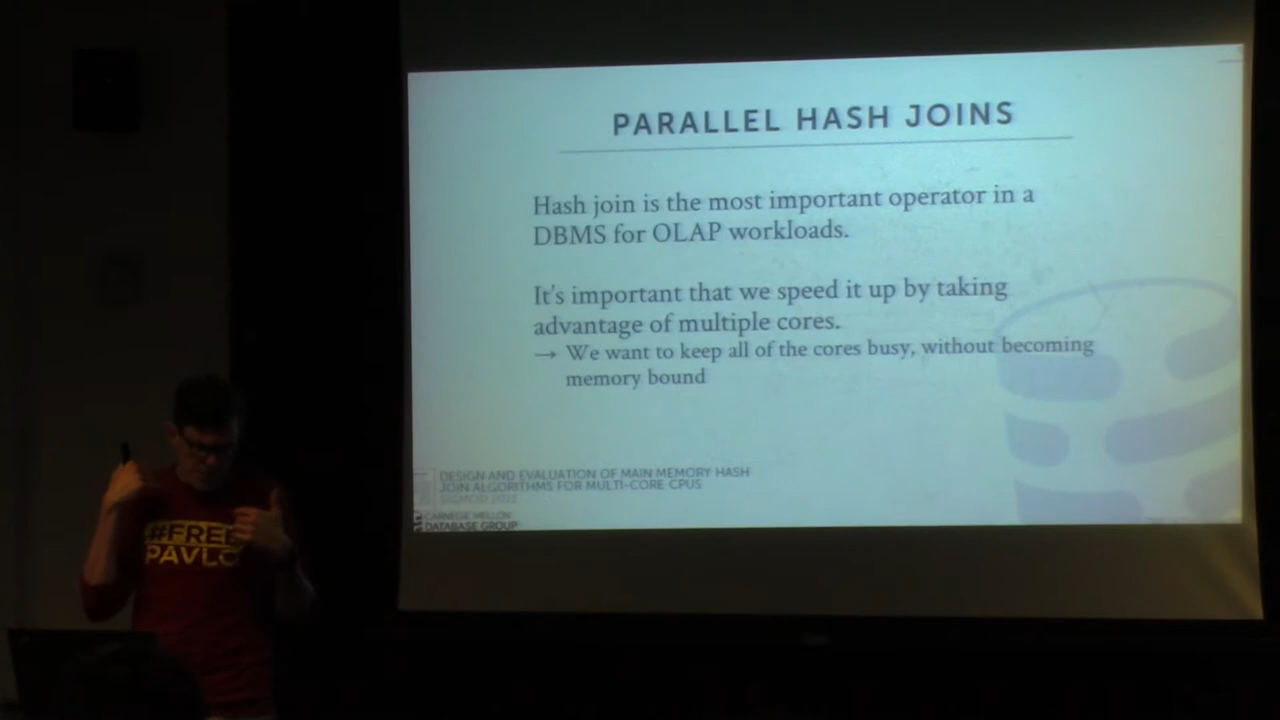 PARALLEL HASH JOINS
Hash join is the most important operator in a
DBMS for OLAP workloads.
It's important that we speed it up by taking
advantage of multiple cores.
→ We want to keep all of the cores busy, without becoming
memory bound
DESIGN AND EVALUATION OF MAIN MEMORY HASH
JOIN ALGORITHMS FOR MULTI-CORE CPUS
SIGMOD 2011
CARNEGIE MELLON
DATABASE GROUP
#FREE
PAVLO